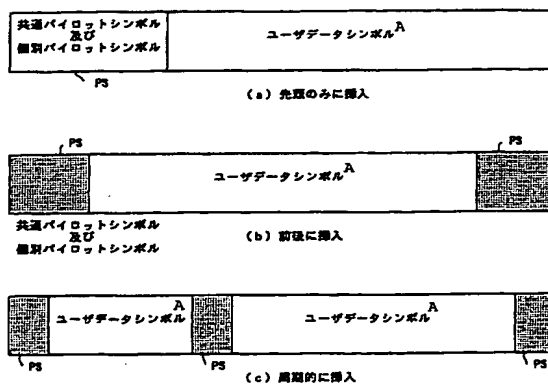 共通パイロットシンボル
及び
個別パイロットシンボル
ユーザデータシンボルA
PS
(a) 先頭のみに挿入
PS
PS
ユーザデータシンボルA
共通パイロットシンボル
及び
個別パイロットシンボル
(b) 前後に挿入
ユーザデータシンボルA
ユーザデータシンボルA
PS
PS
PS
(c) 周期的に挿入